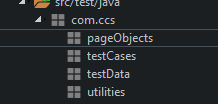 src/test/java
com.ccs
pageObjects
testCases
testData
utilities